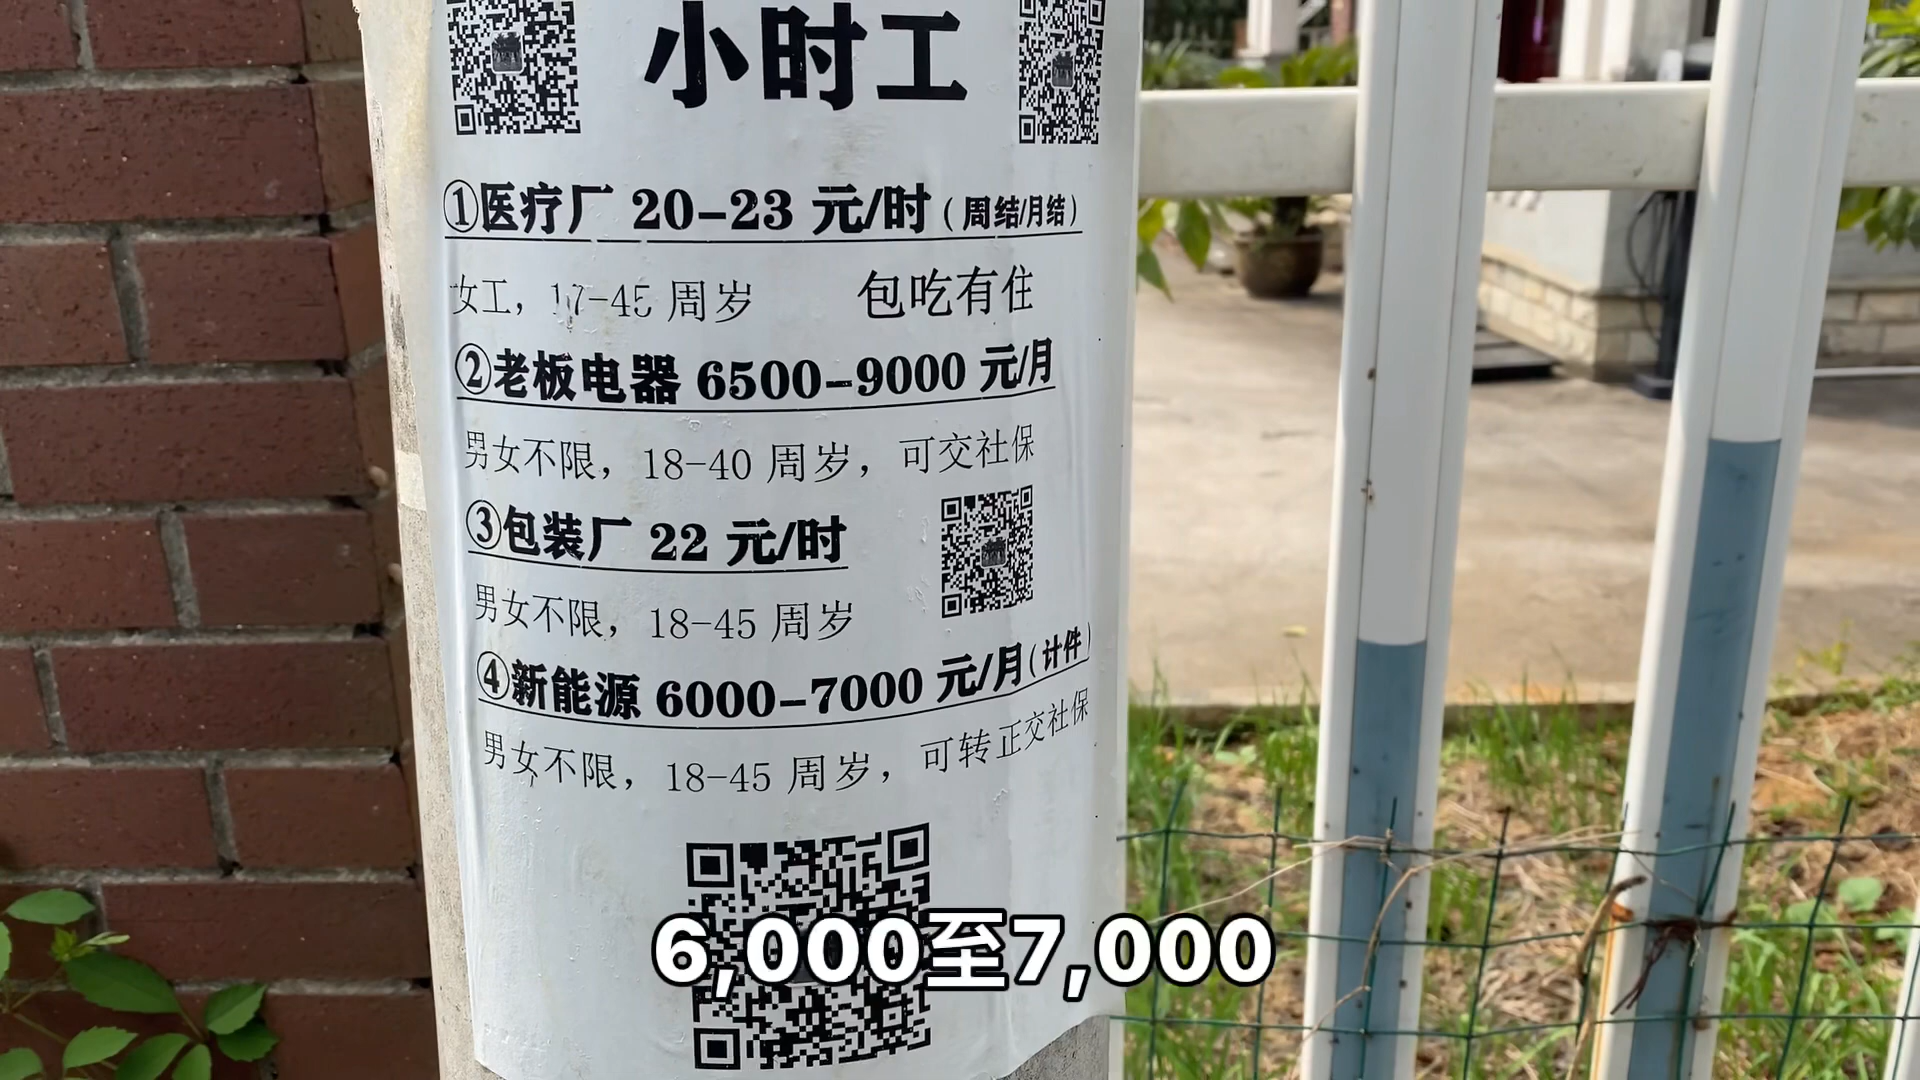 小时工
①医疗厂 20-23 元/时（周结/月结）
女工，17-45 周岁 包吃有住
②老板电器 6500-9000 元/月
男女不限，18-40 周岁，可交社保
③包装厂 22 元/时
男女不限，18-45 周岁
④新能源 6000-7000 元/月（计件）
男女不限，18-45 周岁，可转正交社保
6,000至7,000